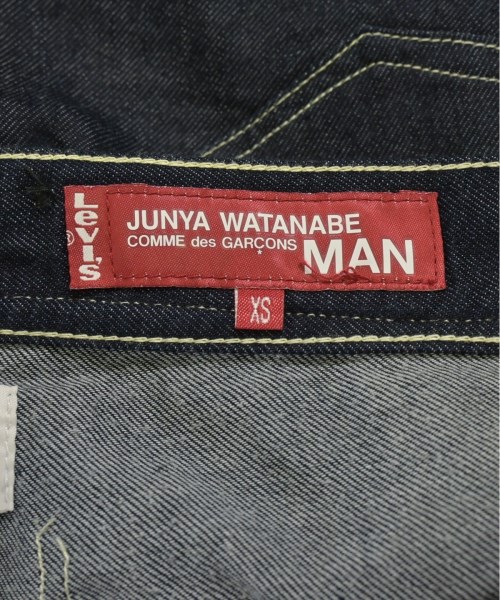 Levi's
®
JUNYA WATANABE
COMME des GARÇONS MAN
XS